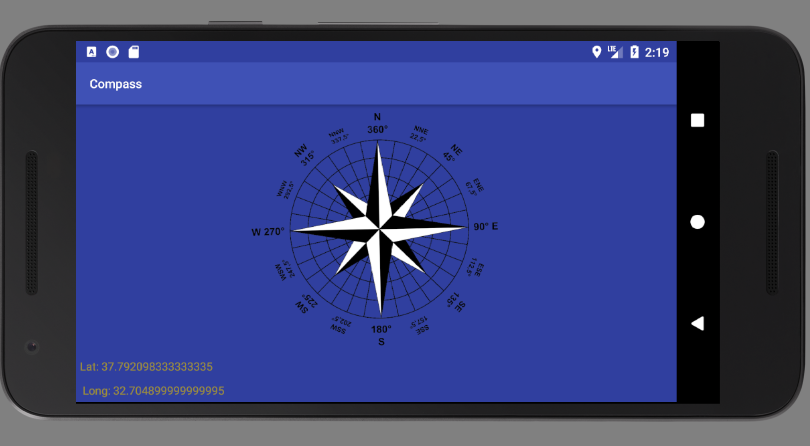 A
LTE
2:19
Compass
N
360°
NNW
337,5°
NNE
22,5°
NW
315°
NE
45°
WNW
292,5°
ENE
67,5°
W 270°
90° E
WSW
247,5°
ESE
112,5°
SW
225°
SE
135°
SSW
202,5°
SSE
157,5°
180°
S
Lat: 37.792098333333335
Long: 32.704899999999995